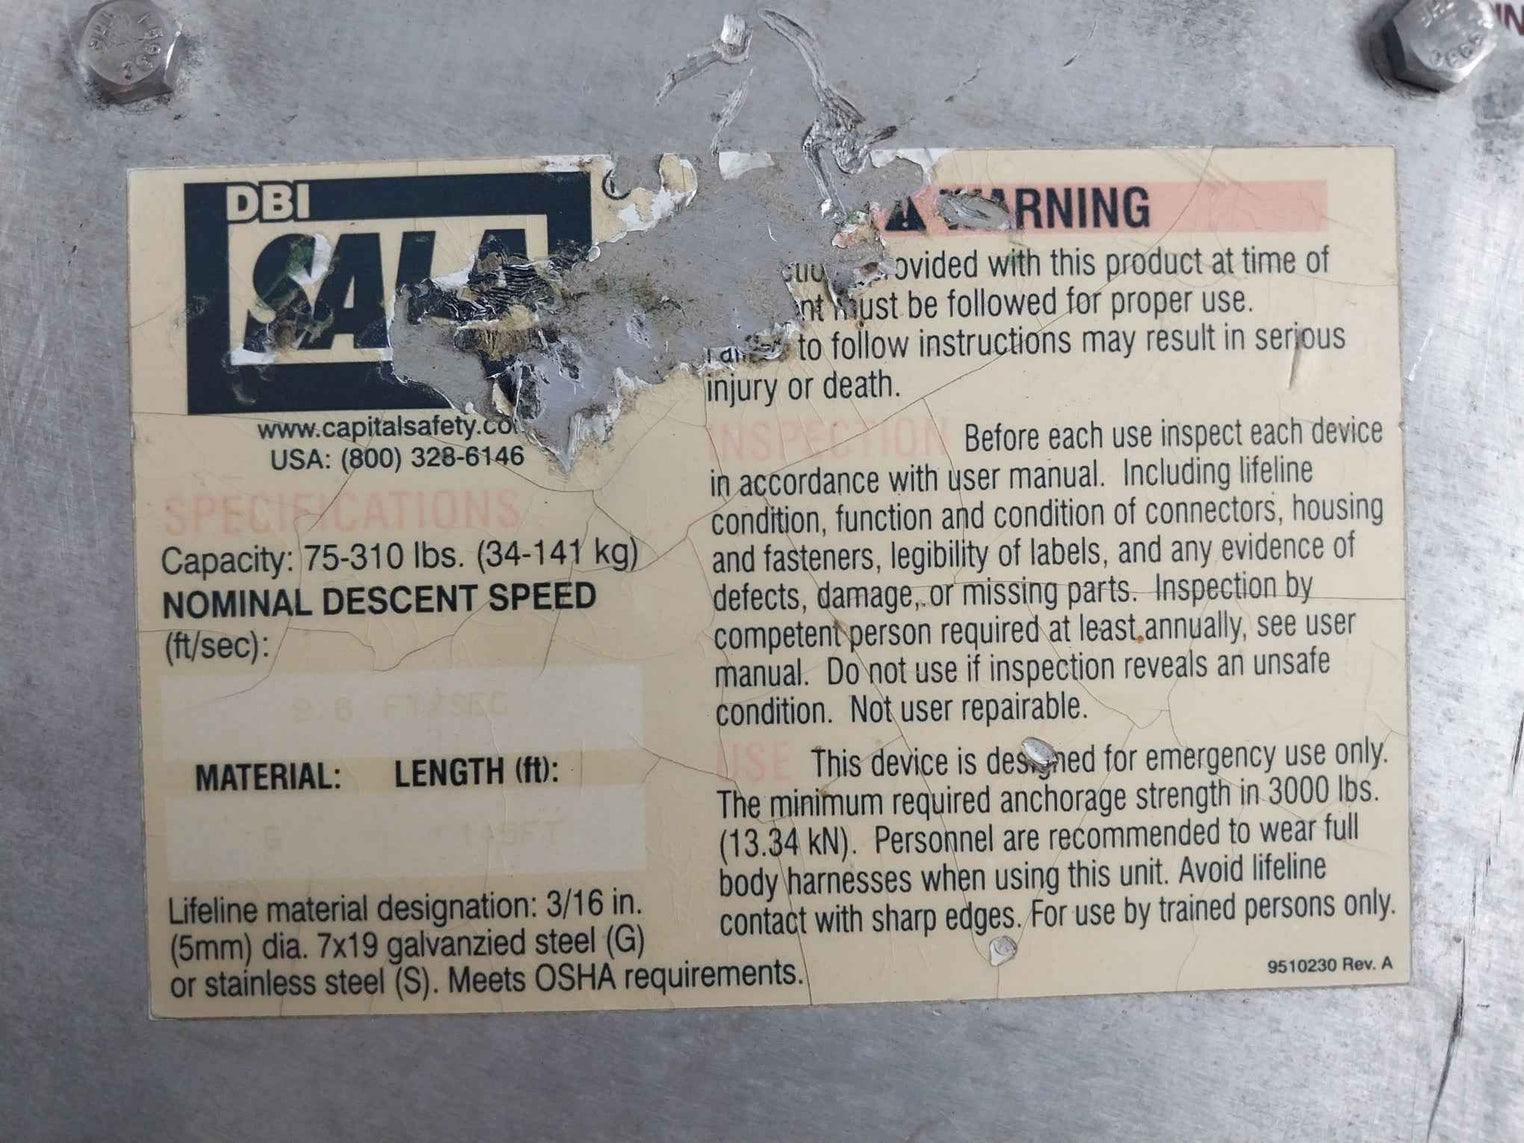 DBI
SALA
www.capitalsafety.co
USA: (800) 328-6146
SPECIFICATIONS
Capacity: 75-310 lbs. (34-141 kg)
NOMINAL DESCENT SPEED
(ft/sec):
FT/SEC
MATERIAL: LENGTH (ft):
G
Lifeline material designation: 3/16 in.
(5mm) dia. 7x19 galvanzied steel (G)
or stainless steel (S). Meets OSHA requirements.
WARNING
ovided with this product at time of
must be followed for proper use.
to follow instructions may result in serious
injury or death.
INSPECTION Before each use inspect each device
in accordance with user manual. Including lifeline
condition, function and condition of connectors, housing
and fasteners, legibility of labels, and any evidence of
defects, damage, or missing parts. Inspection by
competent person required at least annually, see user
manual. Do not use if inspection reveals an unsafe
condition. Not user repairable.
USE This device is designed for emergency use only.
The minimum required anchorage strength in 3000 lbs.
(13.34 kN). Personnel are recommended to wear full
body harnesses when using this unit. Avoid lifeline
contact with sharp edges. For use by trained persons only.
9510230 Rev. A